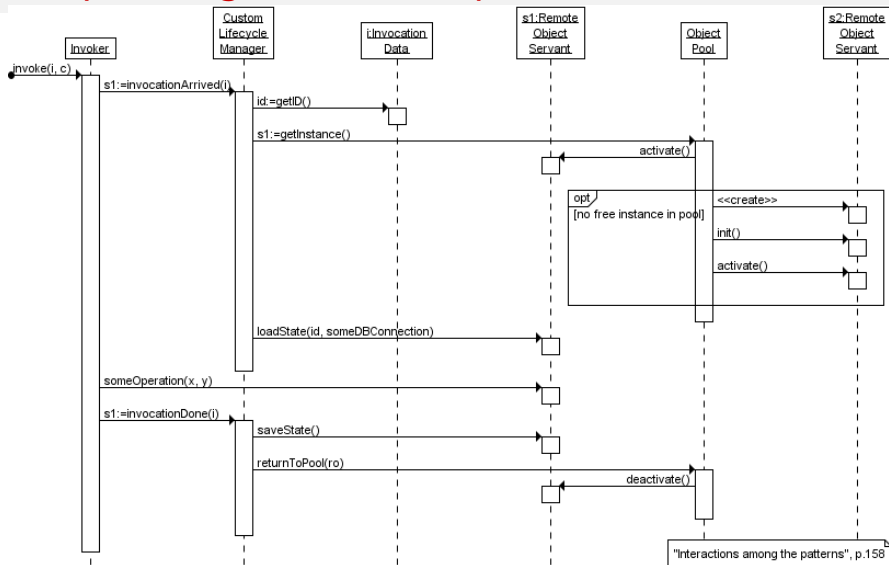 Custom
Lifecycle
Manager
s1:Remote
Object
Servant
s2:Remote
Object
Servant
Invoker
i:Invocation
Data
Object
Pool
invoke(i, c)
s1:=invocationArrived(i)
id:=getID()
s1:=getInstance()
activate()
opt
[no free instance in pool]
<<create>>
init()
activate()
loadState(id, someDBConnection)
someOperation(x, y)
s1:=invocationDone(i)
saveState()
returnToPool(ro)
deactivate()
"Interactions among the patterns", p.158